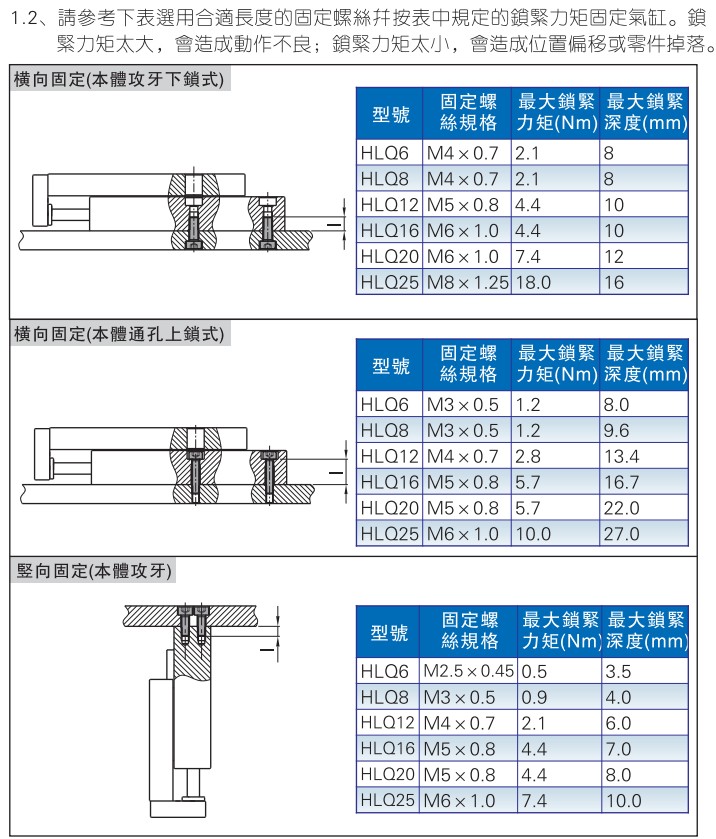 1.2、請參考下表選用合適長度的固定螺絲并按表中規定的鎖緊力矩固定氣缸。鎖
緊力矩太大，會造成動作不良；鎖緊力矩太小，會造成位置偏移或零件掉落。
橫向固定(本體攻牙下鎖式)
型號 固定螺絲規格 最大鎖緊力矩(Nm) 最大鎖緊深度(mm)
HLQ6 M4×0.7 2.1 8
HLQ8 M4×0.7 2.1 8
HLQ12 M5×0.8 4.4 10
HLQ16 M6×1.0 4.4 10
HLQ20 M6×1.0 7.4 12
HLQ25 M8×1.25 18.0 16
l
橫向固定(本體通孔上鎖式)
型號 固定螺絲規格 最大鎖緊力矩(Nm) 最大鎖緊深度(mm)
HLQ6 M3×0.5 1.2 8.0
HLQ8 M3×0.5 1.2 9.6
HLQ12 M4×0.7 2.8 13.4
HLQ16 M5×0.8 5.7 16.7
HLQ20 M5×0.8 5.7 22.0
HLQ25 M6×1.0 10.0 27.0
l
竪向固定(本體攻牙)
型號 固定螺絲規格 最大鎖緊力矩(Nm) 最大鎖緊深度(mm)
HLQ6 M2.5×0.45 0.5 3.5
HLQ8 M3×0.5 0.9 4.0
HLQ12 M4×0.7 2.1 6.0
HLQ16 M5×0.8 4.4 7.0
HLQ20 M5×0.8 4.4 8.0
HLQ25 M6×1.0 7.4 10.0
l